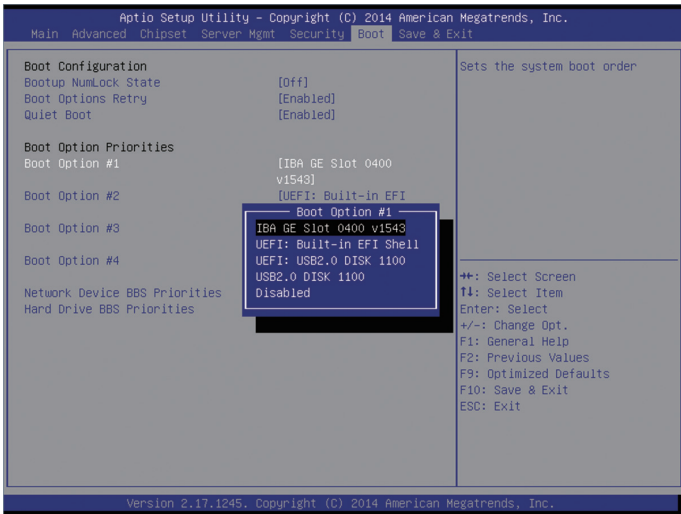 Aptio Setup Utility – Copyright (C) 2014 American Megatrends, Inc.
Main Advanced Chipset Server Mgmt Security Boot Save & Exit
Boot Configuration
Bootup NumLock State [Off]
Boot Options Retry [Enabled]
Quiet Boot [Enabled]
Boot Option Priorities
Boot Option #1 [IBA GE Slot 0400
v1543]
Boot Option #2 [UEFI: Built-in EFI
Boot Option #3
Boot Option #4
Network Device BBS Priorities
Hard Drive BBS Priorities
Boot Option #1
IBA GE Slot 0400 v1543
UEFI: Built-in EFI Shell
UEFI: USB2.0 DISK 1100
USB2.0 DISK 1100
Disabled
Sets the system boot order
→←: Select Screen
↑↓: Select Item
Enter: Select
+/-: Change Opt.
F1: General Help
F2: Previous Values
F9: Optimized Defaults
F10: Save & Exit
ESC: Exit
Version 2.17.1245. Copyright (C) 2014 American Megatrends, Inc.